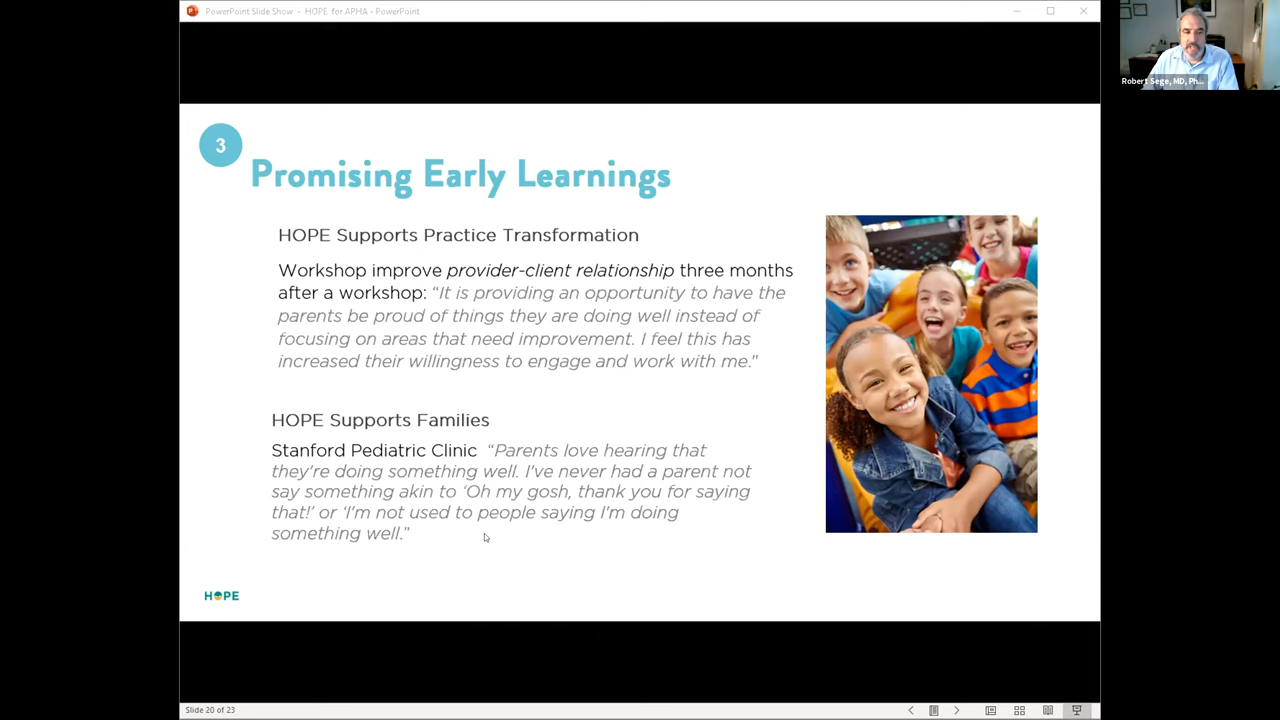 PowerPoint Slide Show - HOPE for APHA - PowerPoint
Robert Sege, MD, Ph...
3
Promising Early Learnings
HOPE Supports Practice Transformation
Workshop improve provider-client relationship three months
after a workshop: “It is providing an opportunity to have the
parents be proud of things they are doing well instead of
focusing on areas that need improvement. I feel this has
increased their willingness to engage and work with me.”
HOPE Supports Families
Stanford Pediatric Clinic “Parents love hearing that
they're doing something well. I've never had a parent not
say something akin to ‘Oh my gosh, thank you for saying
that!’ or ‘I'm not used to people saying I'm doing
something well.”
HOPE
Slide 20 of 23